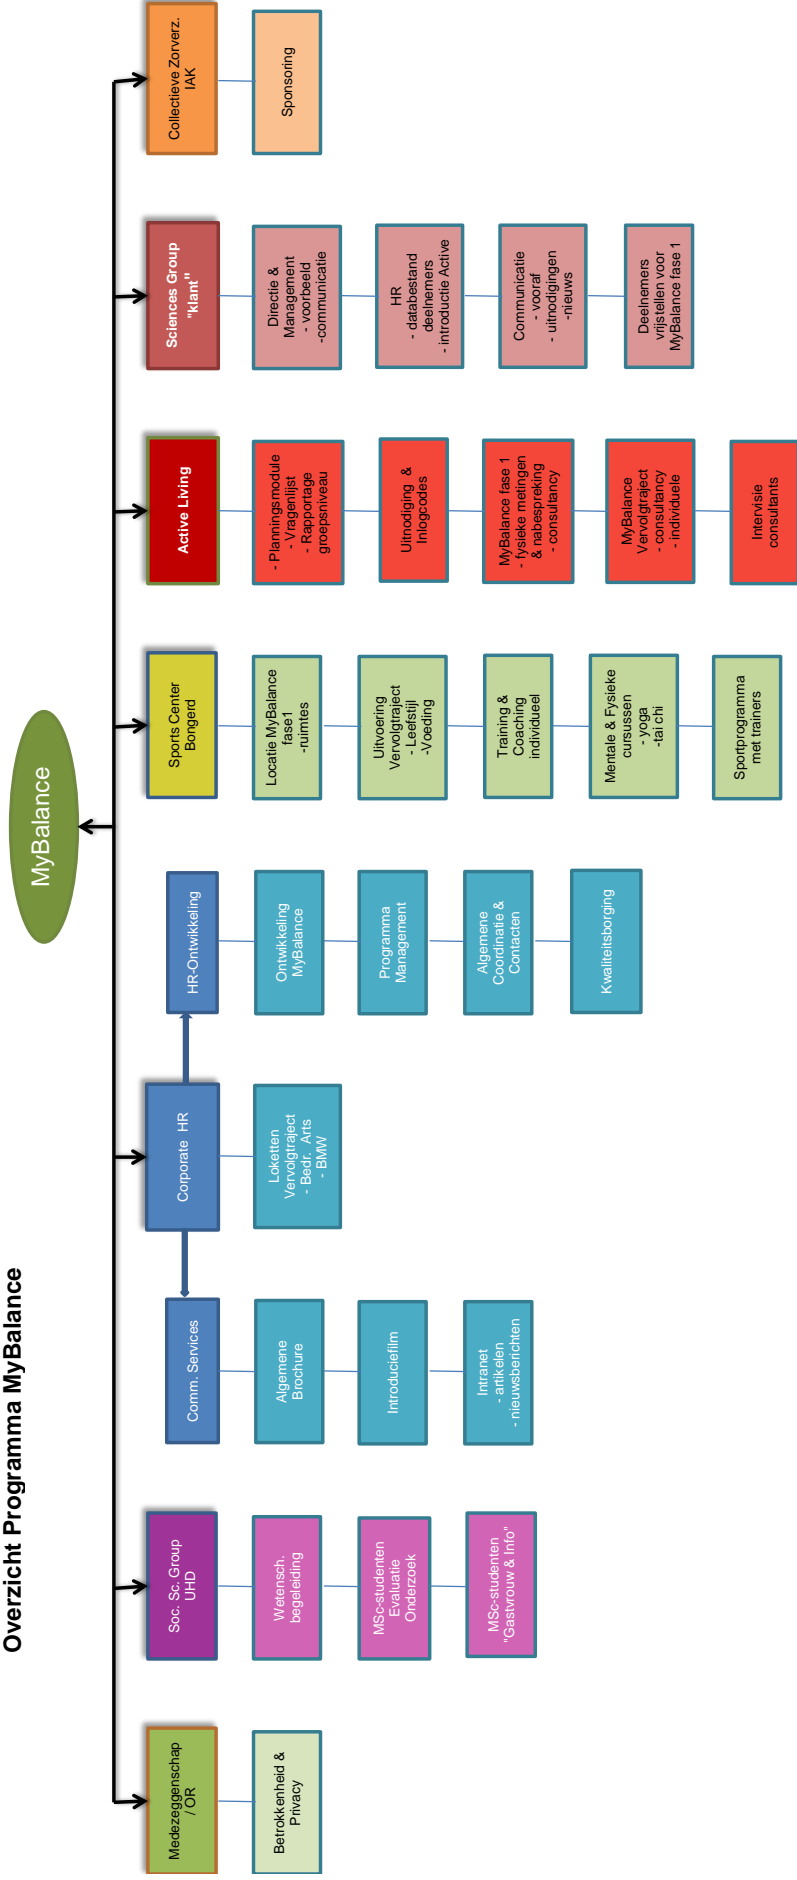 Overzicht Programma MyBalance
MyBalance
Medezeggenschap
/ OR
Betrokkenheid &
Privacy
Soc. Sc. Group
UHD
Wetensch.
begeleiding
MSc-studenten
Evaluatie
Onderzoek
MSc-studenten
"Gastvrouw & Info"
Comm. Services
Algemene
Brochure
Introduciefilm
Intranet
- artikelen
- nieuwsberichten
Corporate HR
Loketten
Vervolgtraject
- Bedr. Arts
- BMW
HR-Ontwikkeling
Ontwikkeling
MyBalance
Programma
Management
Algemene
Coordinatie &
Contacten
Kwaliteitsborging
Sports Center
Bongerd
Locatie MyBalance
fase1
-ruimtes
Uitvoering
Vervolgtraject
- Leefstijl
-Voeding
Training &
Coaching
individueel
Mentale & Fysieke
cursussen
- yoga
-tai chi
Sportprogramma
met trainers
Active Living
- Planningsmodule
- Vragenlijst
- Rapportage
groepsniveau
Uitnodiging &
Inlogcodes
MyBalance fase 1
- fysieke metingen
& nabespreking
- consultancy
MyBalance
Vervolgtraject
- consultancy
- individuele
Intervisie
consultants
Sciences Group
"klant"
Directie &
Management
- voorbeeld
-communicatie
HR
- databestand
deelnemers
- introductie Active
Communicatie
- vooraf
- uitnodigingen
-nieuws
Deelnemers
vrijstellen voor
MyBalance fase 1
Collectieve Zorverz.
IAK
Sponsoring